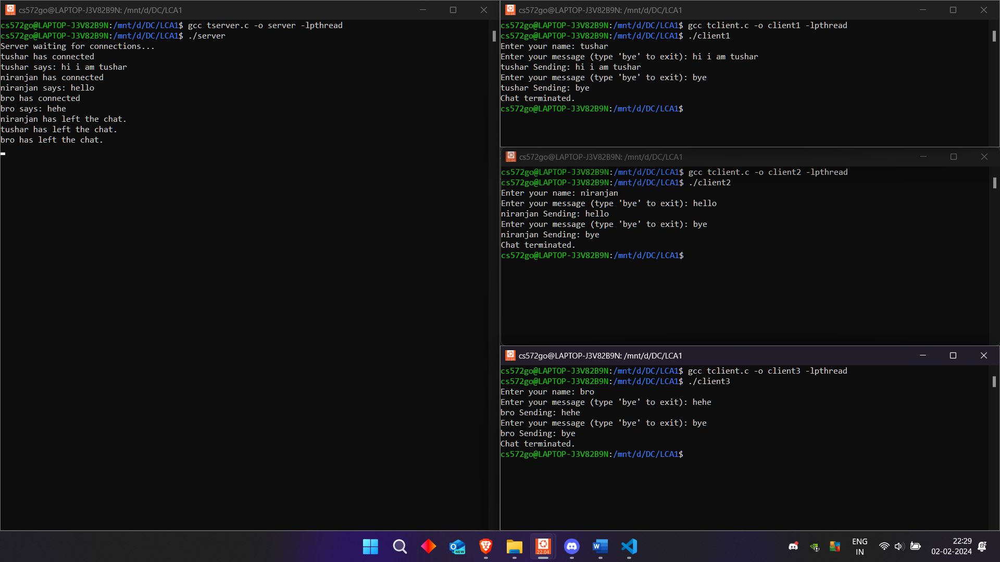 cs572go@LAPTOP-J3V82B9N: /mnt/d/DC/LCA1
cs572go@LAPTOP-J3V82B9N:/mnt/d/DC/LCA1$ gcc tserver.c -o server -lpthread
cs572go@LAPTOP-J3V82B9N:/mnt/d/DC/LCA1$ ./server
Server waiting for connections...
tushar has connected
tushar says: hi i am tushar
niranjan has connected
niranjan says: hello
bro has connected
bro says: hehe
niranjan has left the chat.
tushar has left the chat.
bro has left the chat.
cs572go@LAPTOP-J3V82B9N: /mnt/d/DC/LCA1
cs572go@LAPTOP-J3V82B9N:/mnt/d/DC/LCA1$ gcc tclient.c -o client1 -lpthread
cs572go@LAPTOP-J3V82B9N:/mnt/d/DC/LCA1$ ./client1
Enter your name: tushar
Enter your message (type 'bye' to exit): hi i am tushar
tushar Sending: hi i am tushar
Enter your message (type 'bye' to exit): bye
tushar Sending: bye
Chat terminated.
cs572go@LAPTOP-J3V82B9N:/mnt/d/DC/LCA1$
cs572go@LAPTOP-J3V82B9N: /mnt/d/DC/LCA1
cs572go@LAPTOP-J3V82B9N:/mnt/d/DC/LCA1$ gcc tclient.c -o client2 -lpthread
cs572go@LAPTOP-J3V82B9N:/mnt/d/DC/LCA1$ ./client2
Enter your name: niranjan
Enter your message (type 'bye' to exit): hello
niranjan Sending: hello
Enter your message (type 'bye' to exit): bye
niranjan Sending: bye
Chat terminated.
cs572go@LAPTOP-J3V82B9N:/mnt/d/DC/LCA1$
cs572go@LAPTOP-J3V82B9N: /mnt/d/DC/LCA1
cs572go@LAPTOP-J3V82B9N:/mnt/d/DC/LCA1$ gcc tclient.c -o client3 -lpthread
cs572go@LAPTOP-J3V82B9N:/mnt/d/DC/LCA1$ ./client3
Enter your name: bro
Enter your message (type 'bye' to exit): hehe
bro Sending: hehe
Enter your message (type 'bye' to exit): bye
bro Sending: bye
Chat terminated.
cs572go@LAPTOP-J3V82B9N:/mnt/d/DC/LCA1$
NEW
22.04
W
ENG
IN
22:29
02-02-2024